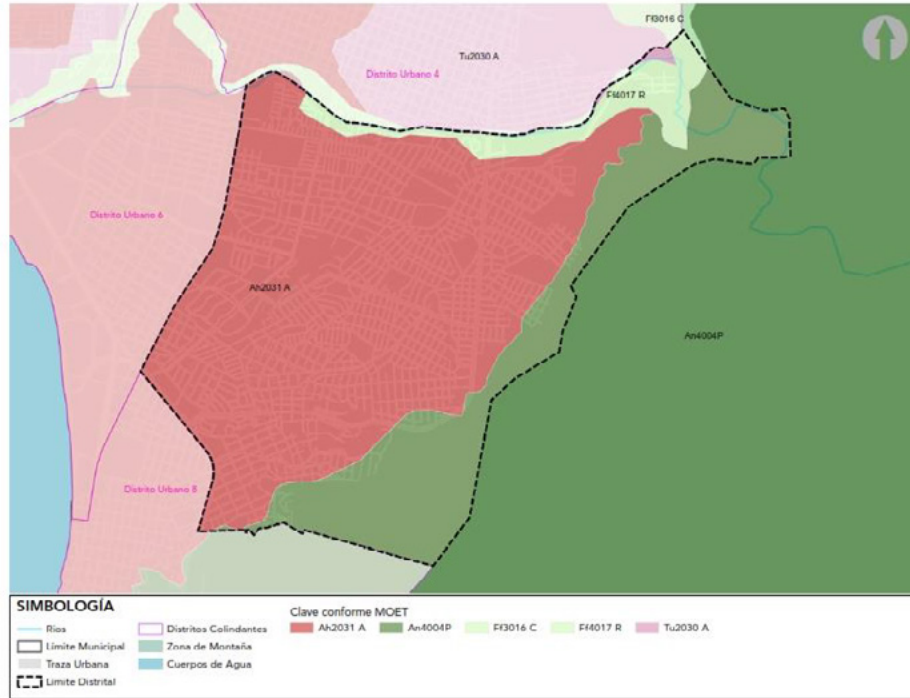 Ff3016 C
Tu2030 A
Distrito Urbano 4
Ff4017 R
Distrito Urbano 6
Ah2031 A
An4004P
Distrito Urbano 5
SIMBOLOGÍA
Ríos
Límite Municipal
Traza Urbana
Límite Distrital
Distritos Colindantes
Zona de Montaña
Cuerpos de Agua
Clave conforme MOET
Ah2031 A
An4004P
Ff3016 C
Ff4017 R
Tu2030 A